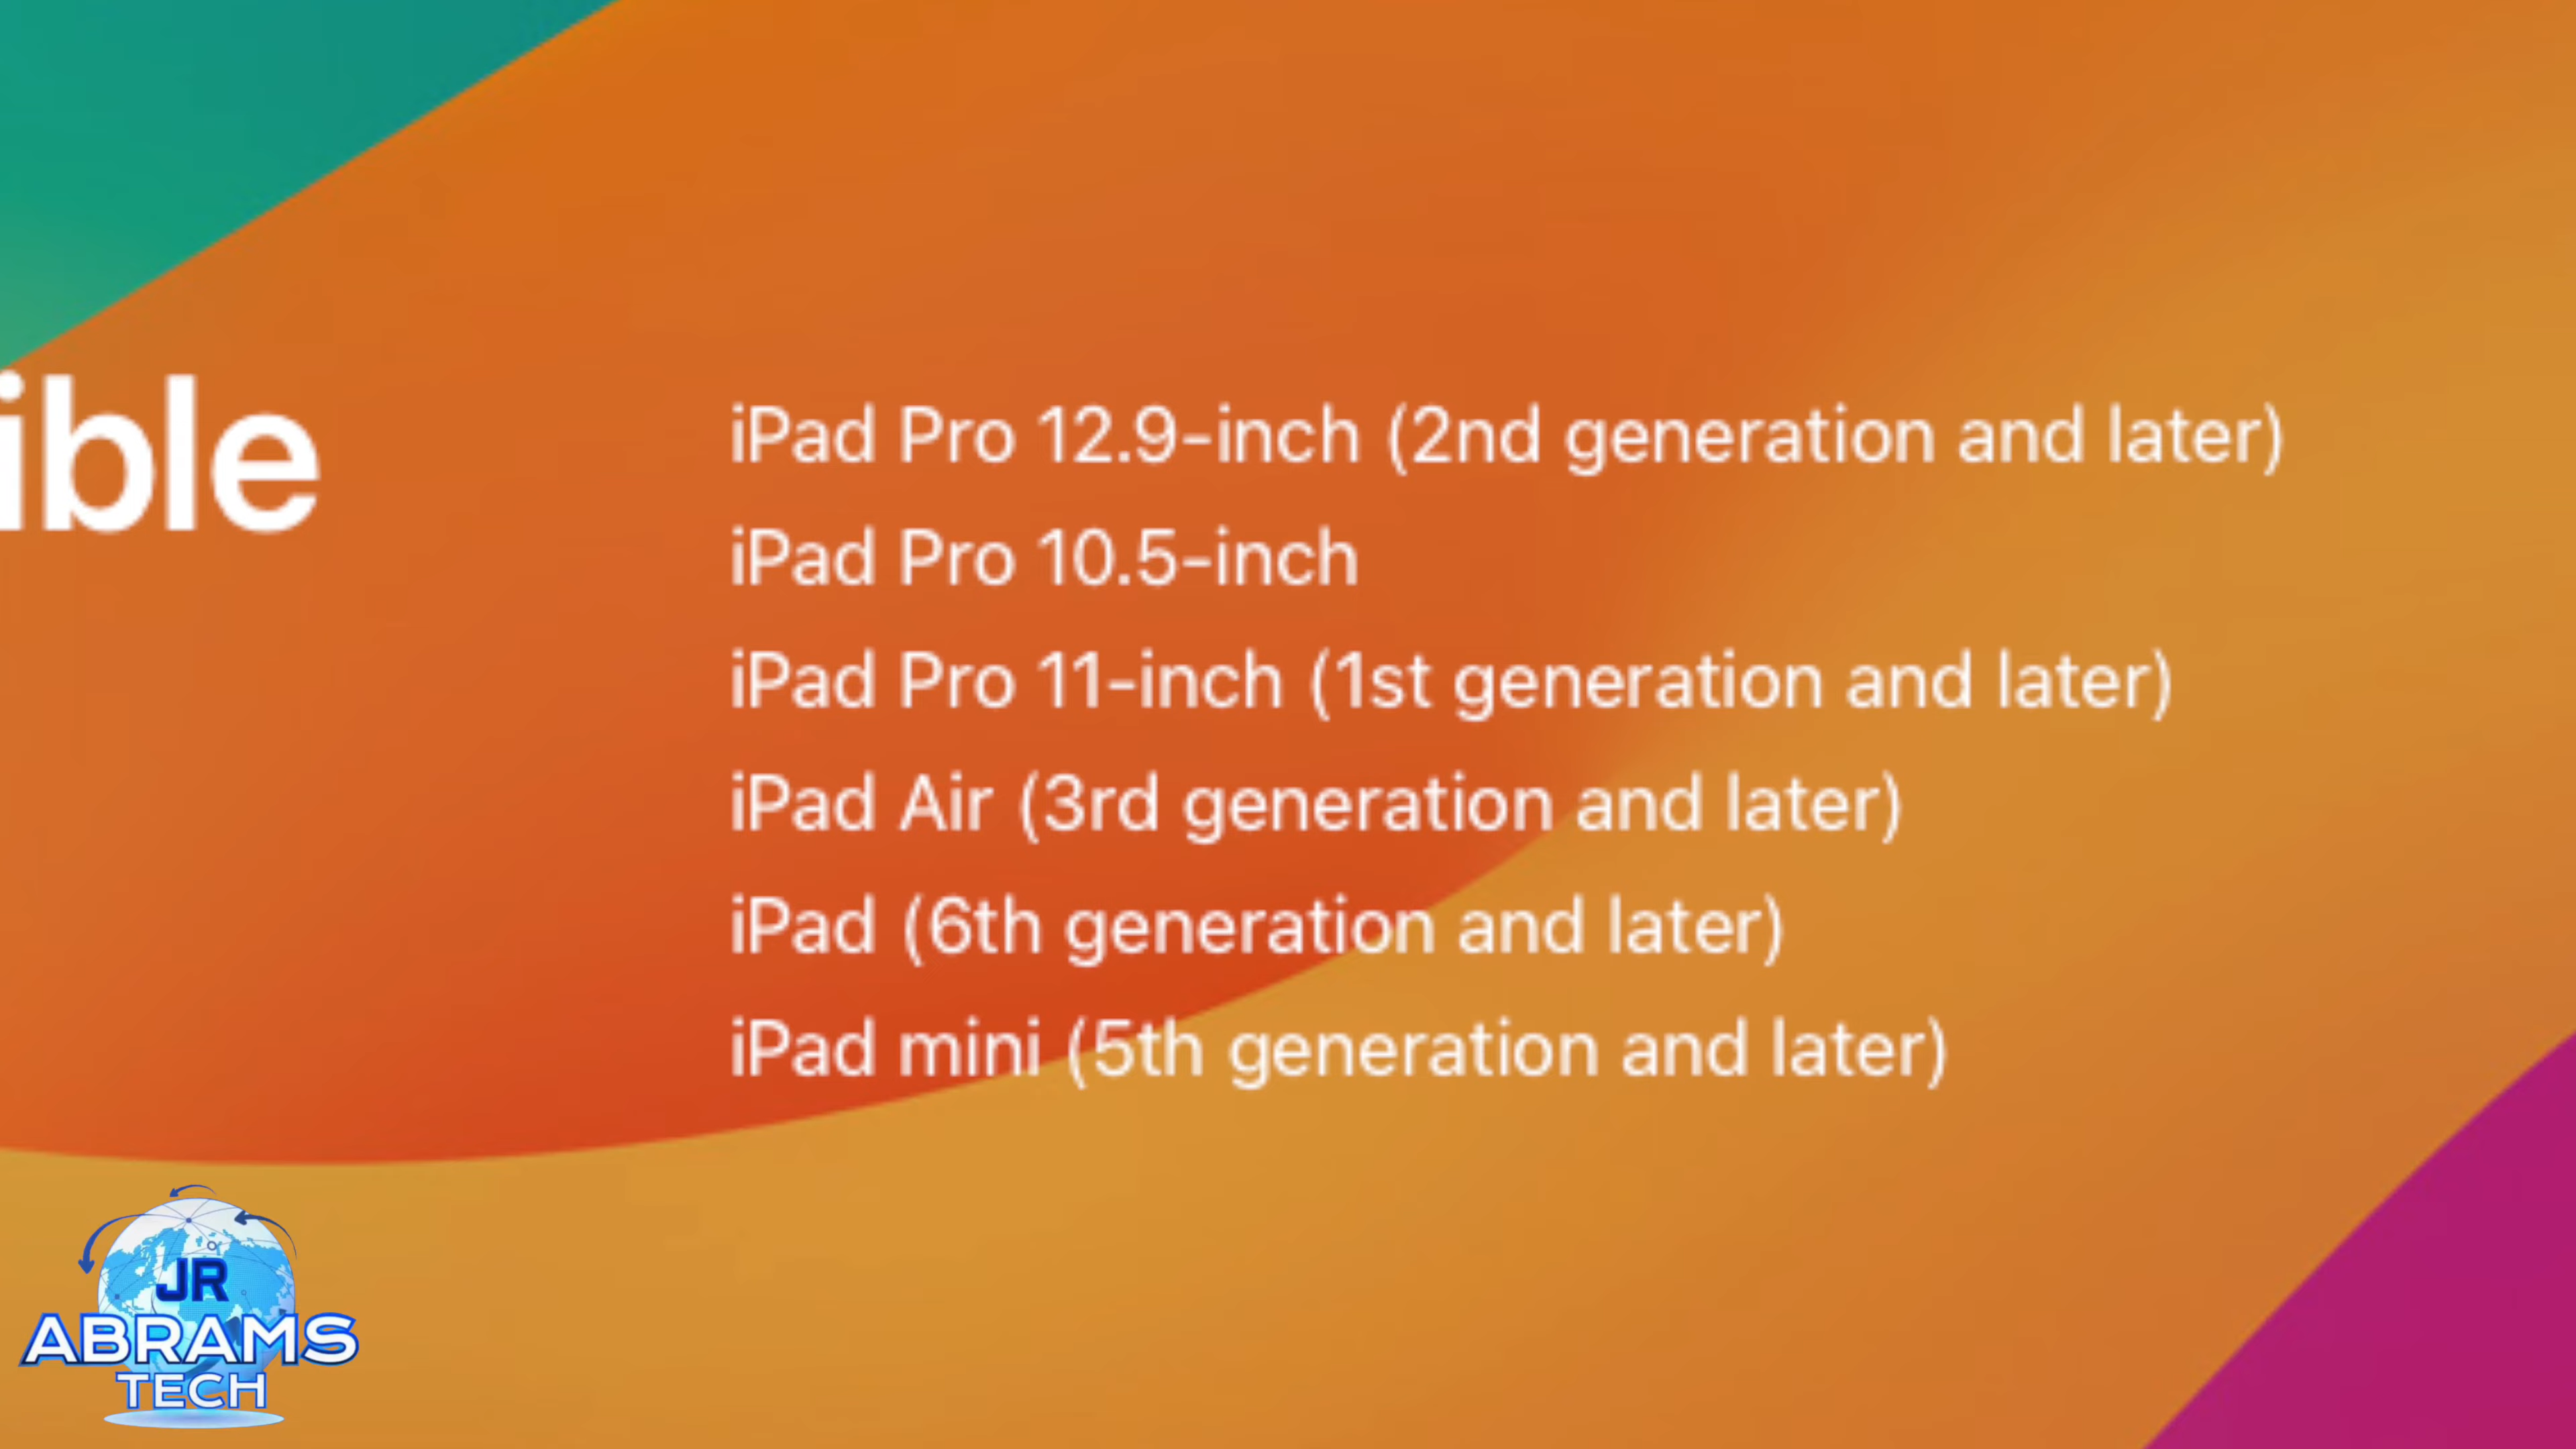 ible
iPad Pro 12.9-inch (2nd generation and later)
iPad Pro 10.5-inch
iPad Pro 11-inch (1st generation and later)
iPad Air (3rd generation and later)
iPad (6th generation and later)
iPad mini (5th generation and later)
JR
ABRAMS
TECH